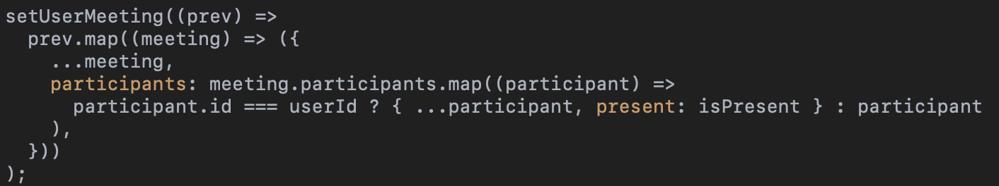 setUserMeeting((prev) =>
  prev.map((meeting) => ({
    ...meeting,
    participants: meeting.participants.map((participant) =>
      participant.id === userId ? { ...participant, present: isPresent } : participant
    ),
  }))
);